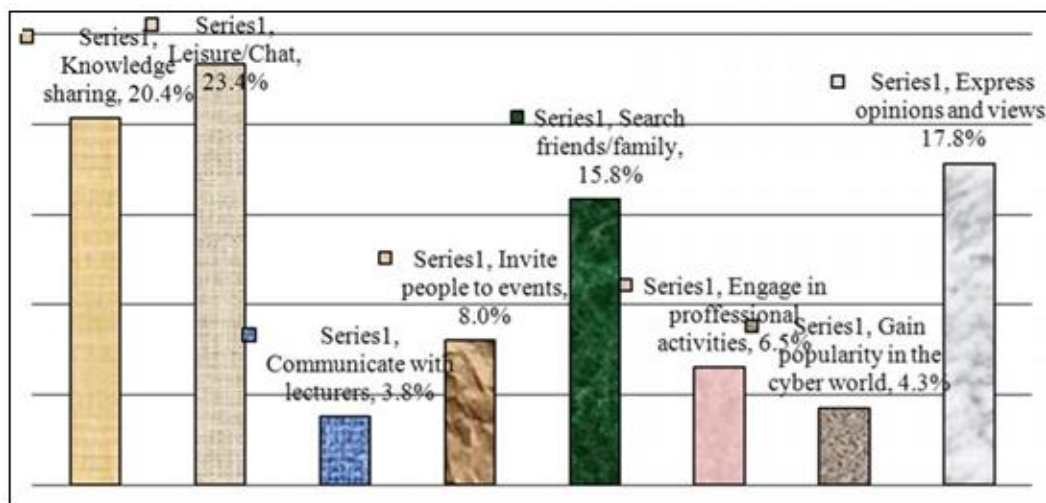 Series1,
Knowledge
sharing, 20.4%
Series1,
Leisure/Chat,
23.4%
Series1,
Communicate with
lecturers, 3.8%
Series1, Invite
people to events,
8.0%
Series1, Search
friends/family,
15.8%
Series1, Engage in
proffessional
activities, 6.5%
Series1, Gain
popularity in the
cyber world, 4.3%
Series1, Express
opinions and views
17.8%